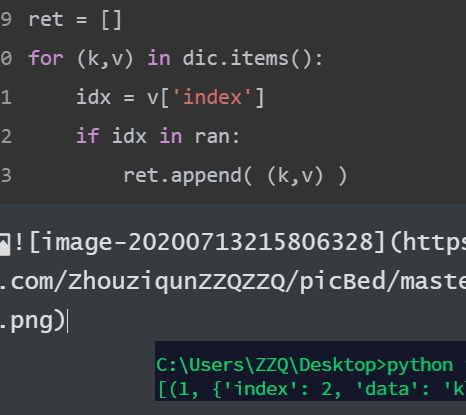 9 ret = []
0 for (k,v) in dic.items():
1     idx = v['index']
2     if idx in ran:
3         ret.append( (k,v) )
![image-20200713215806328](https
.com/ZhouziqunZZQZZQ/picBed/maste
.png)
C:\Users\ZZQ\Desktop>python
[(1, {'index': 2, 'data': 'k